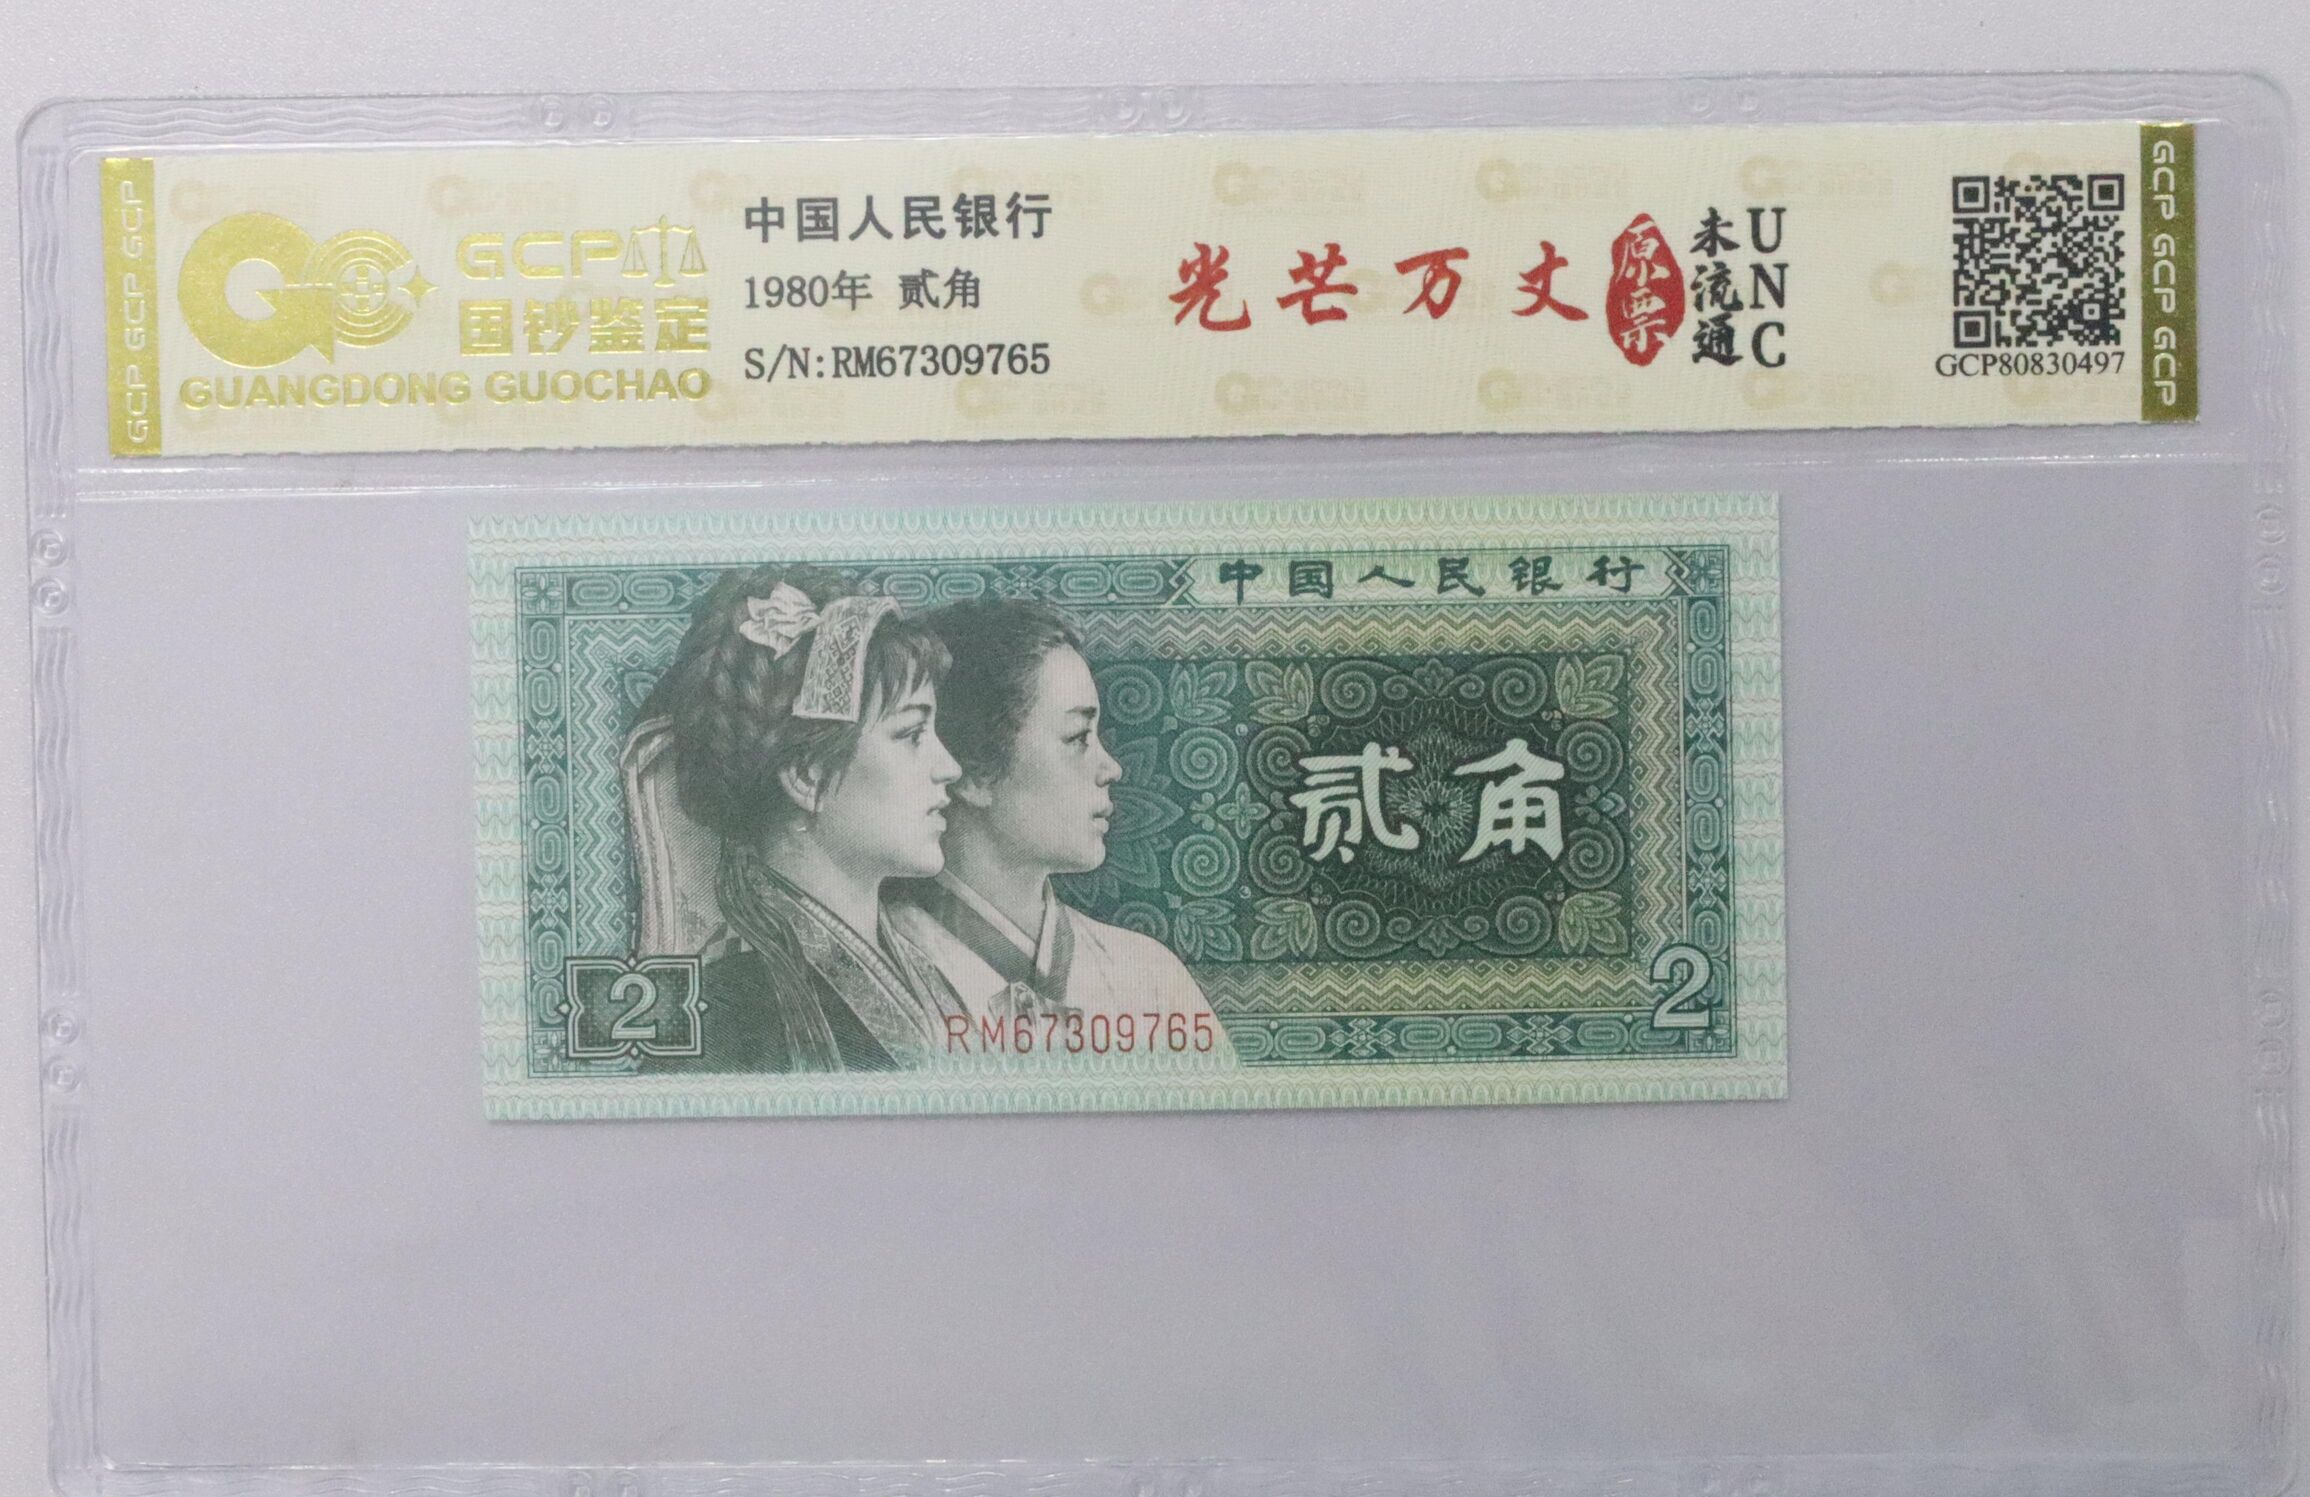 GCP GCP GCP
GCP
国钞鉴定
GUANGDONG GUOCHAO
中国人民银行
1980年 贰角
S/N:RM67309765
光芒万丈
原票
未流通
UNC
GCP80830497
GCP GCP GCP
中国人民银行
贰角
2
2
RM67309765